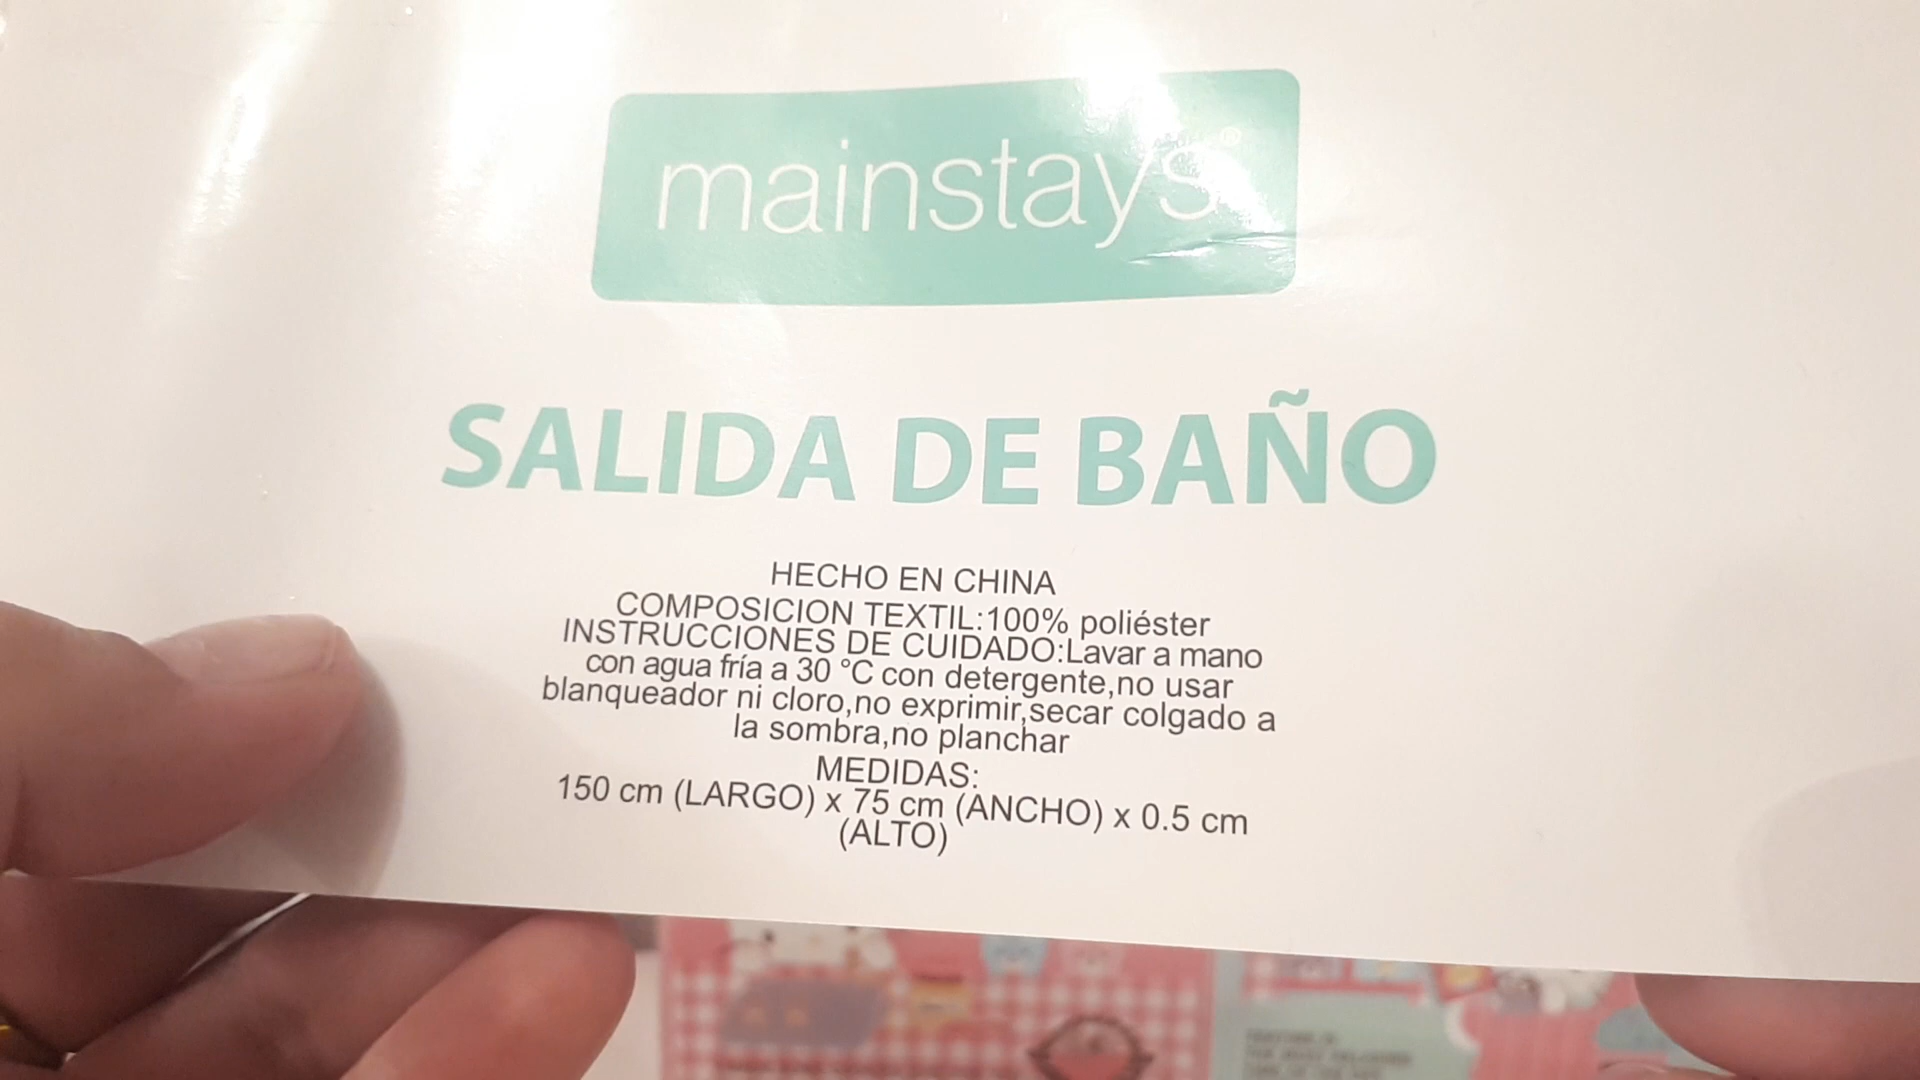 mainstays®
SALIDA DE BAÑO
HECHO EN CHINA
COMPOSICION TEXTIL:100% poliéster
INSTRUCCIONES DE CUIDADO:Lavar a mano
con agua fría a 30 °C con detergente,no usar
blanqueador ni cloro,no exprimir,secar colgado a
la sombra,no planchar
MEDIDAS:
150 cm (LARGO) x 75 cm (ANCHO) x 0.5 cm
(ALTO)